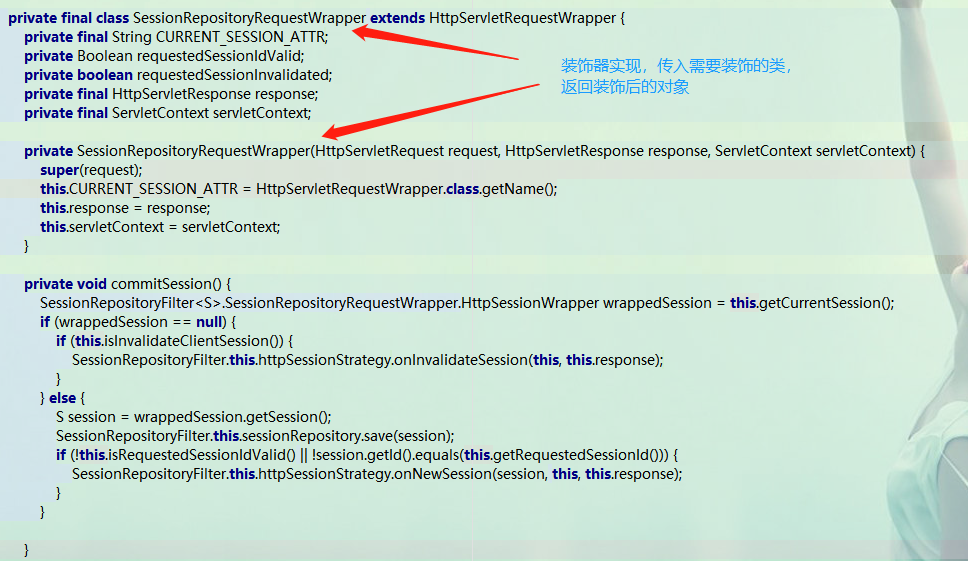 private final class SessionRepositoryRequestWrapper extends HttpServletRequestWrapper {
private final String CURRENT_SESSION_ATTR;
private Boolean requestedSessionIdValid;
private boolean requestedSessionInvalidated;
private final HttpServletResponse response;
private final ServletContext servletContext;
装饰器实现，传入需要装饰的类，
返回装饰后的对象
private SessionRepositoryRequestWrapper(HttpServletRequest request, HttpServletResponse response, ServletContext servletContext) {
super(request);
this.CURRENT_SESSION_ATTR = HttpServletRequestWrapper.class.getName();
this.response = response;
this.servletContext = servletContext;
}
private void commitSession() {
SessionRepositoryFilter<S>.SessionRepositoryRequestWrapper.HttpSessionWrapper wrappedSession = this.getCurrentSession();
if (wrappedSession == null) {
if (this.isInvalidateClientSession()) {
SessionRepositoryFilter.this.httpSessionStrategy.onInvalidateSession(this, this.response);
}
} else {
S session = wrappedSession.getSession();
SessionRepositoryFilter.this.sessionRepository.save(session);
if (!this.isRequestedSessionIdValid() || !session.getId().equals(this.getRequestedSessionId())) {
SessionRepositoryFilter.this.httpSessionStrategy.onNewSession(session, this, this.response);
}
}
}